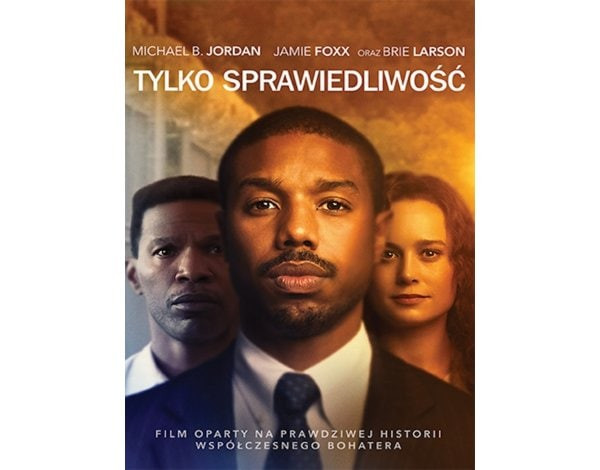 MICHAEL B. JORDAN JAMIE FOXX ORAZ BRIE LARSON
TYLKO SPRAWIEDLIWOŚĆ
FILM OPARTY NA PRAWDZIWEJ HISTORII
WSPÓŁCZESNEGO BOHATERA